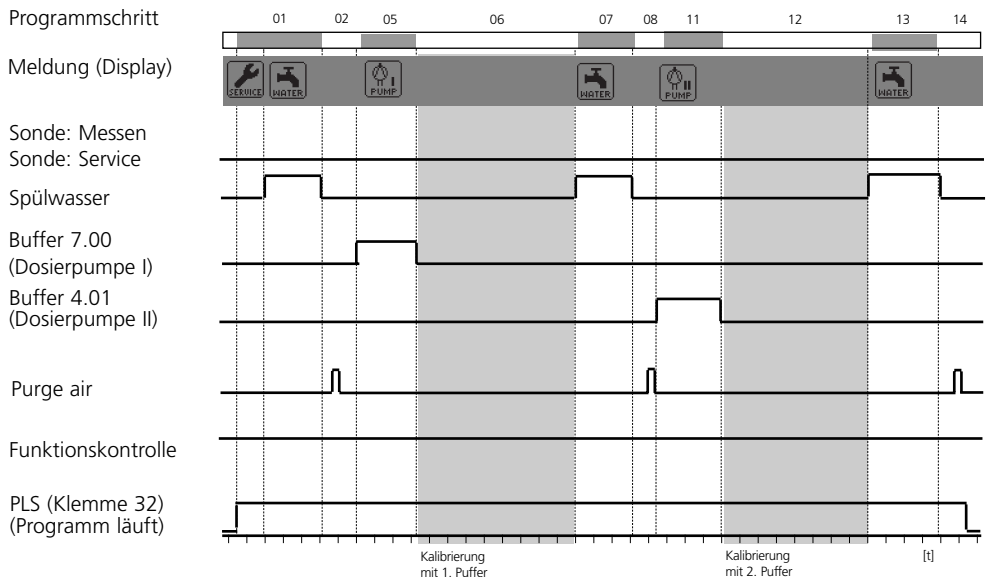 Programmschritt
01 02 05 06 07 08 11 12 13 14
Meldung (Display)
SERVICE WATER I PUMP WATER II PUMP WATER
Sonde: Messen
Sonde: Service
Spülwasser
Buffer 7.00
(Dosierpumpe I)
Buffer 4.01
(Dosierpumpe II)
Purge air
Funktionskontrolle
PLS (Klemme 32)
(Programm läuft)
Kalibrierung
mit 1. Puffer
Kalibrierung
mit 2. Puffer
[t]